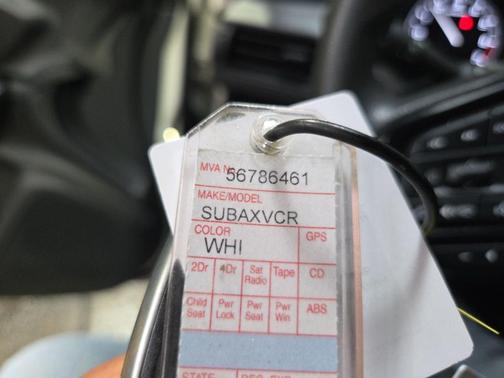 MVA No 56786461
MAKE/MODEL
SUBAXVCR
COLOR GPS
WHI
2Dr 4Dr Sat Radio Tape CD
Child Seat Pwr Lock Pwr Seat Pwr Win ABS
STATE